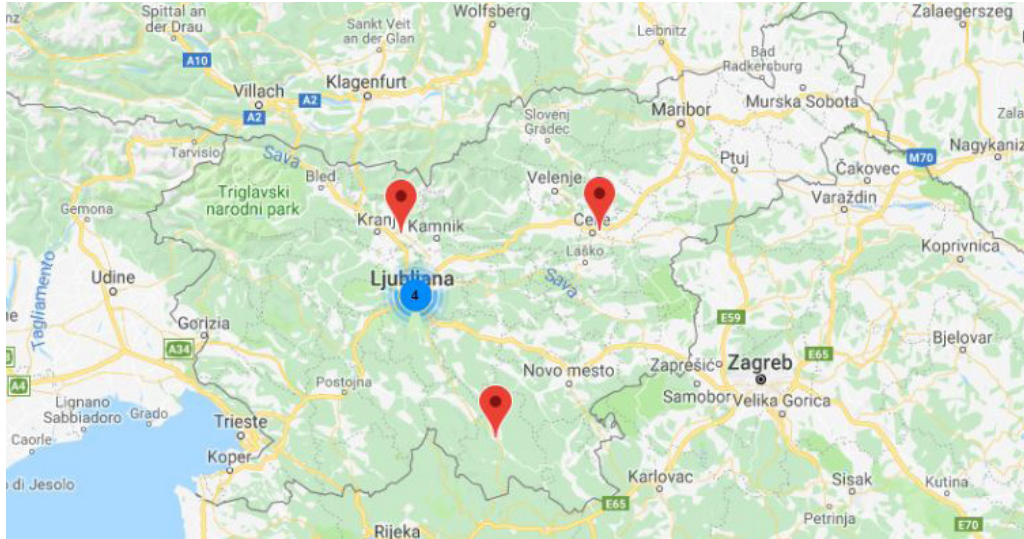 nz
Spittal an
der Drau
Sankt Veit
an der Glan
Wolfsberg
Zalaegerszeg
Leibnitz
Bad
Radkersburg
A10
Klagenfurt
Villach
A2
A2
Murska Sobota
Maribor
Slovenj
Gradec
Zala
Tarvisio
Sava
Bled
Nagykaniz
M70
Ptuj
Čakovec
Velenje
Triglavski
narodni park
Varaždin
Gemona
Kranj
Kamnik
Celje
Koprivnica
Laško
Ljubljana
Sava
4
Udine
Tagliamento
Gorizia
E59
Bjelovar
A34
E65
Zaprešić
Zagreb
Novo mesto
A4
Postojna
Samobor
Velika Gorica
Lignano
Sabbiadoro
Grado
Trieste
Caorle
Koper
Karlovac
Sisak
Kutina
o di Jesolo
E65
Petrinja
E70
Rijeka